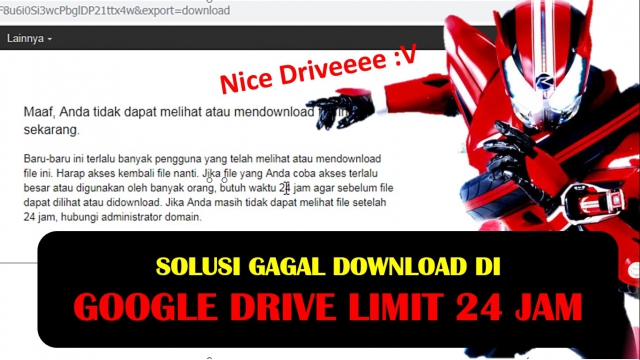 F8u6i0Si3wcPbglDP21ttx4w&export=download
Lainnya
Nice Driveeee :V
Maaf, Anda tidak dapat melihat atau mendownload
sekarang.
Baru-baru ini terlalu banyak pengguna yang telah melihat atau mendownload
file ini. Harap akses kembali file nanti. Jika file yang Anda coba akses terlalu
besar atau digunakan oleh banyak orang, butuh waktu 24 jam agar sebelum file
dapat dilihat atau didownload. Jika Anda masih tidak dapat melihat file setelah
24 jam, hubungi administrator domain.
SOLUSI GAGAL DOWNLOAD DI
GOOGLE DRIVE LIMIT 24 JAM